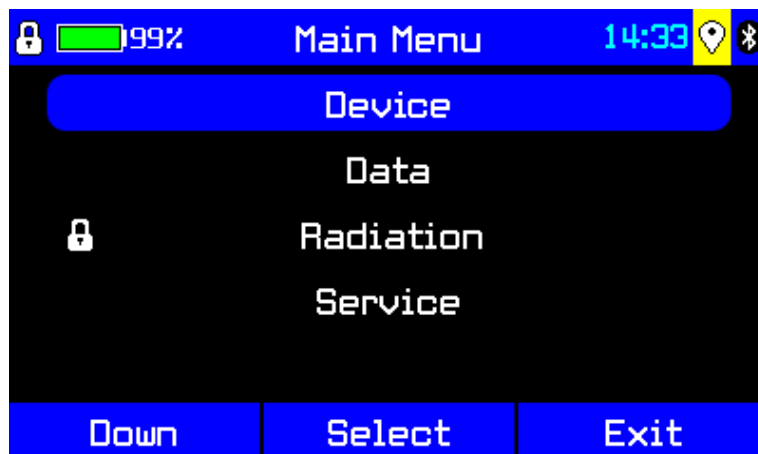 99% Main Menu 14:33
Device
Data
Radiation
Service
Down Select Exit